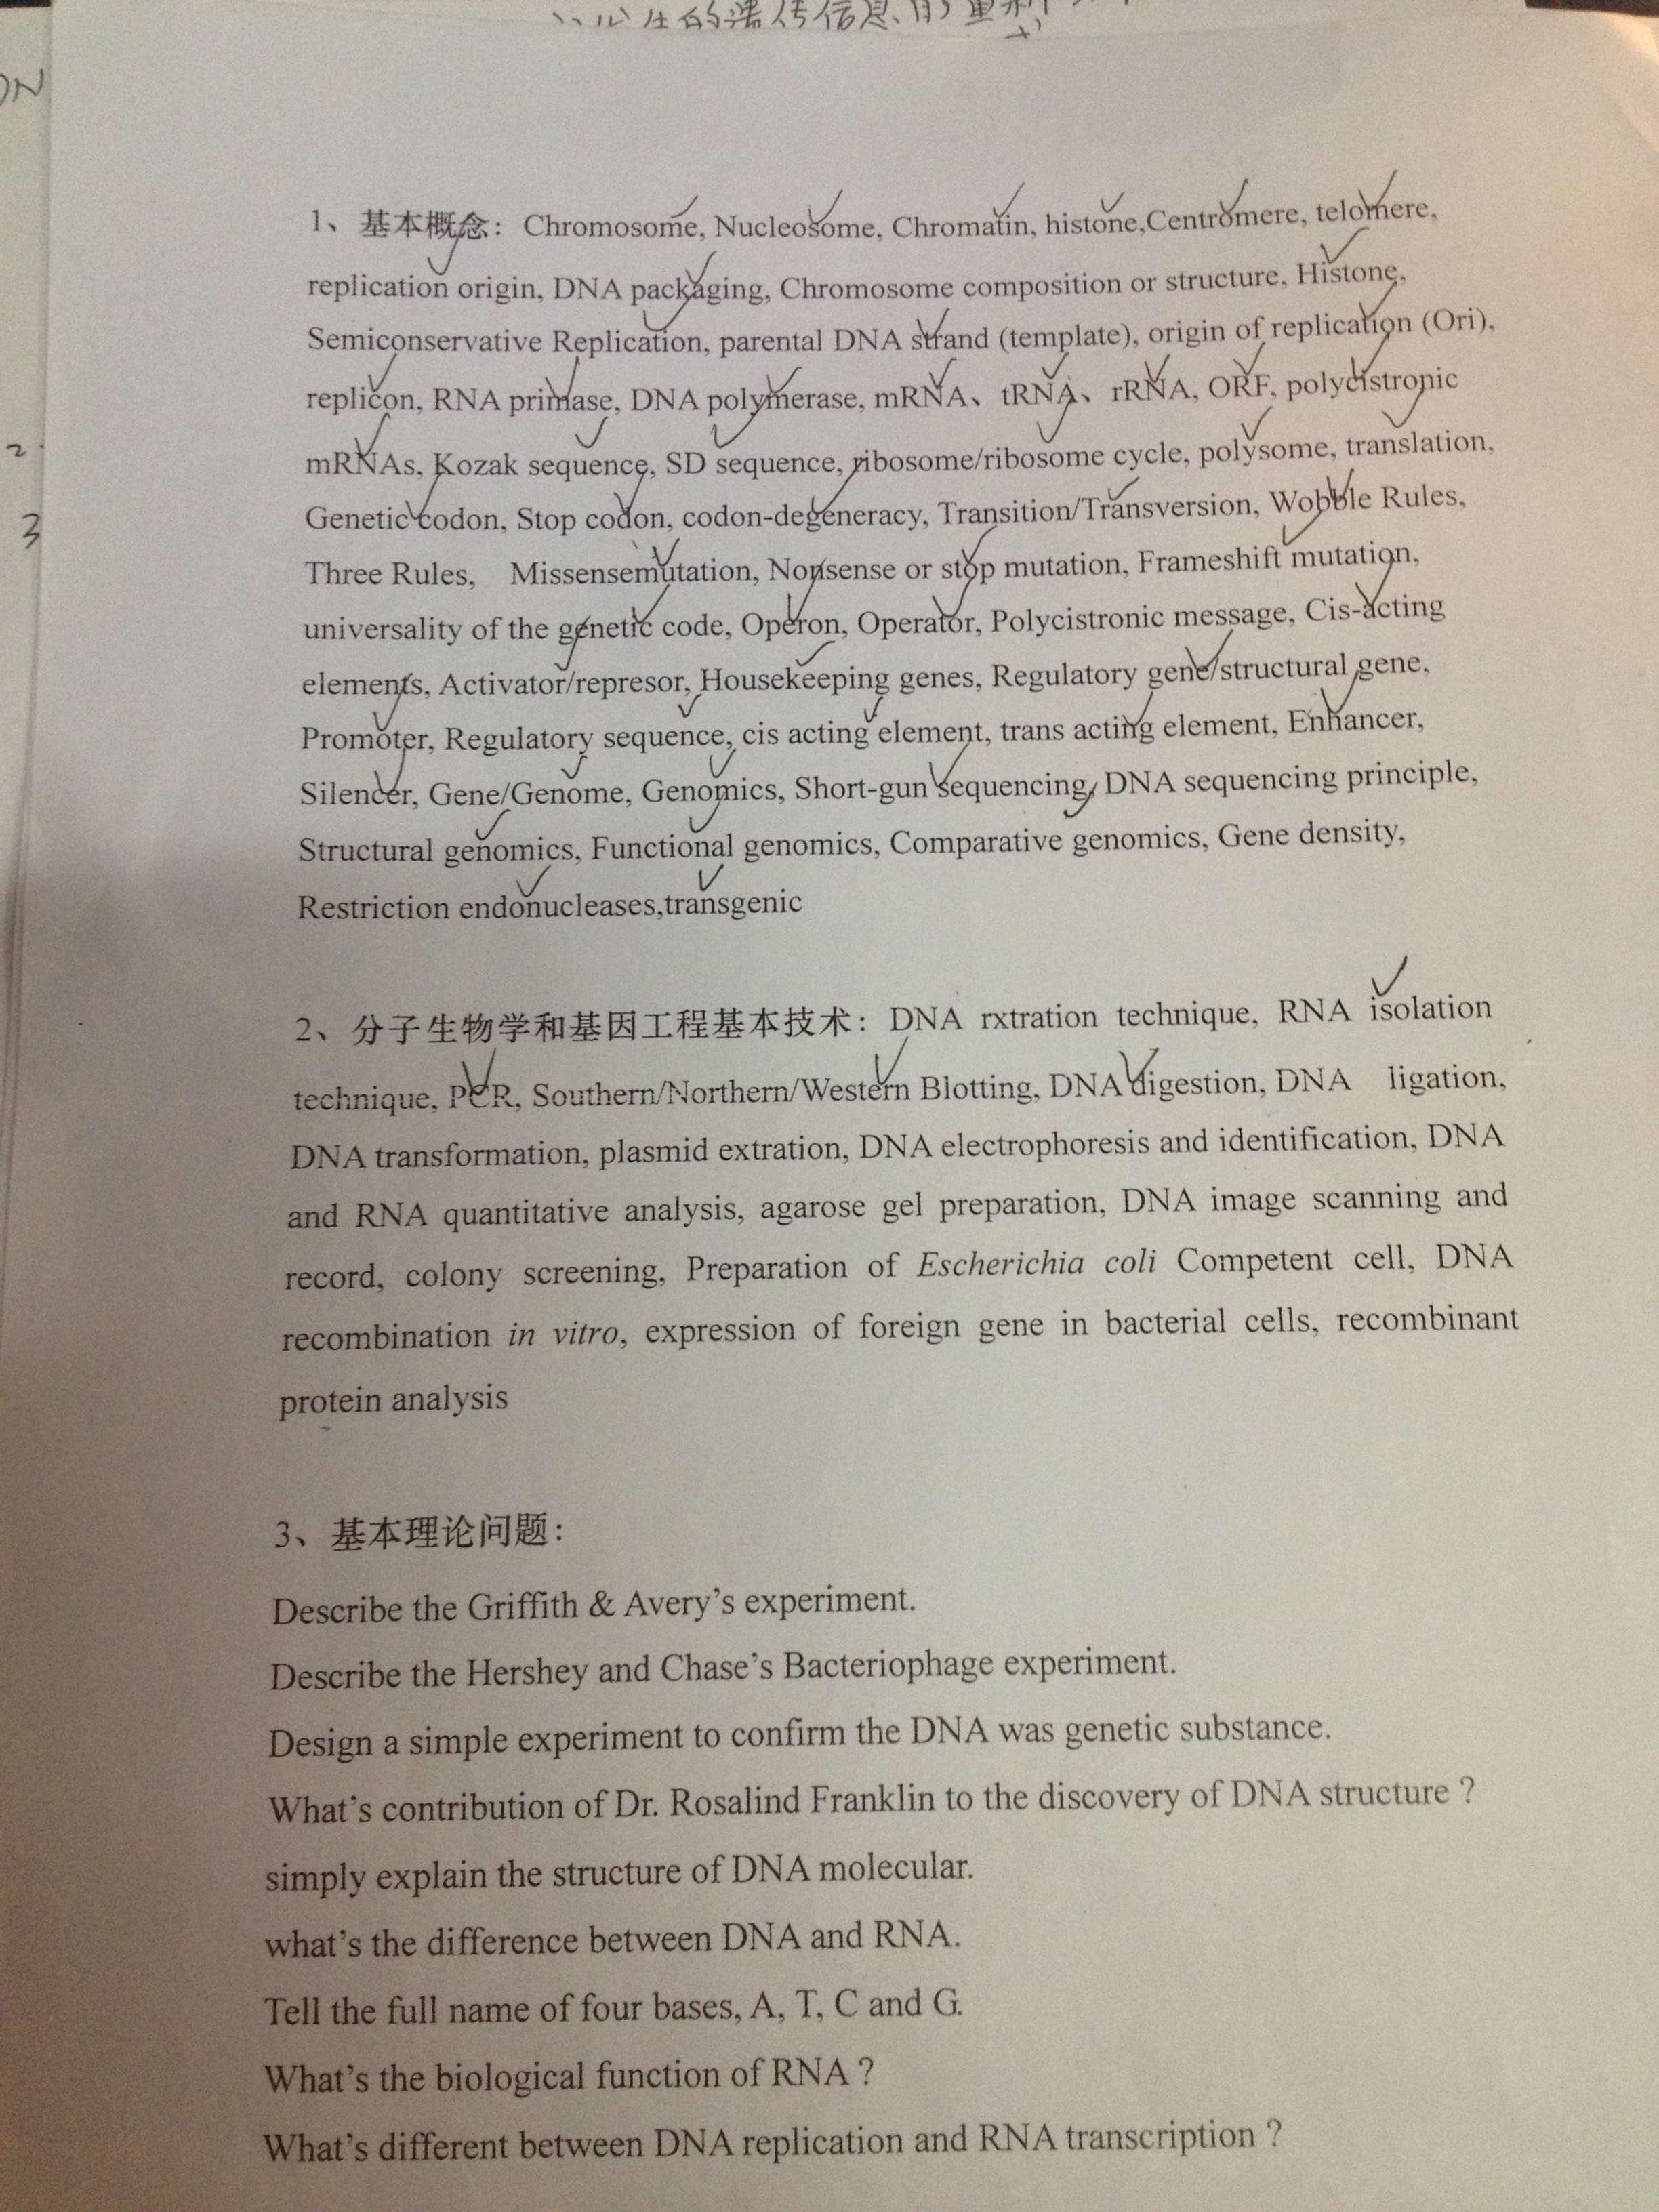 的遗传信息的重新
2.
3
1、基本概念：Chromosome, Nucleosome, Chromatin, histone,Centromere, telomere,
replication origin, DNA packaging, Chromosome composition or structure, Histone,
Semiconservative Replication, parental DNA strand (template), origin of replication (Ori),
replicon, RNA primase, DNA polymerase, mRNA、tRNA、rRNA, ORF, polycistronic
mRNAs, Kozak sequence, SD sequence, ribosome/ribosome cycle, polysome, translation,
Genetic codon, Stop codon, codon-degeneracy, Transition/Transversion, Wobble Rules,
Three Rules, Missensemutation, Nonsense or stop mutation, Frameshift mutation,
universality of the genetic code, Operon, Operator, Polycistronic message, Cis-acting
elements, Activator/represor, Housekeeping genes, Regulatory gene/structural gene,
Promoter, Regulatory sequence, cis acting element, trans acting element, Enhancer,
Silencer, Gene/Genome, Genomics, Short-gun sequencing, DNA sequencing principle,
Structural genomics, Functional genomics, Comparative genomics, Gene density,
Restriction endonucleases,transgenic
2、分子生物学和基因工程基本技术：DNA rxtration technique, RNA isolation
technique, PCR, Southern/Northern/Western Blotting, DNA digestion, DNA ligation,
DNA transformation, plasmid extration, DNA electrophoresis and identification, DNA
and RNA quantitative analysis, agarose gel preparation, DNA image scanning and
record, colony screening, Preparation of Escherichia coli Competent cell, DNA
recombination in vitro, expression of foreign gene in bacterial cells, recombinant
protein analysis
3、基本理论问题：
Describe the Griffith & Avery’s experiment.
Describe the Hershey and Chase’s Bacteriophage experiment.
Design a simple experiment to confirm the DNA was genetic substance.
What’s contribution of Dr. Rosalind Franklin to the discovery of DNA structure？
simply explain the structure of DNA molecular.
what’s the difference between DNA and RNA.
Tell the full name of four bases, A, T, C and G.
What’s the biological function of RNA？
What’s different between DNA replication and RNA transcription？